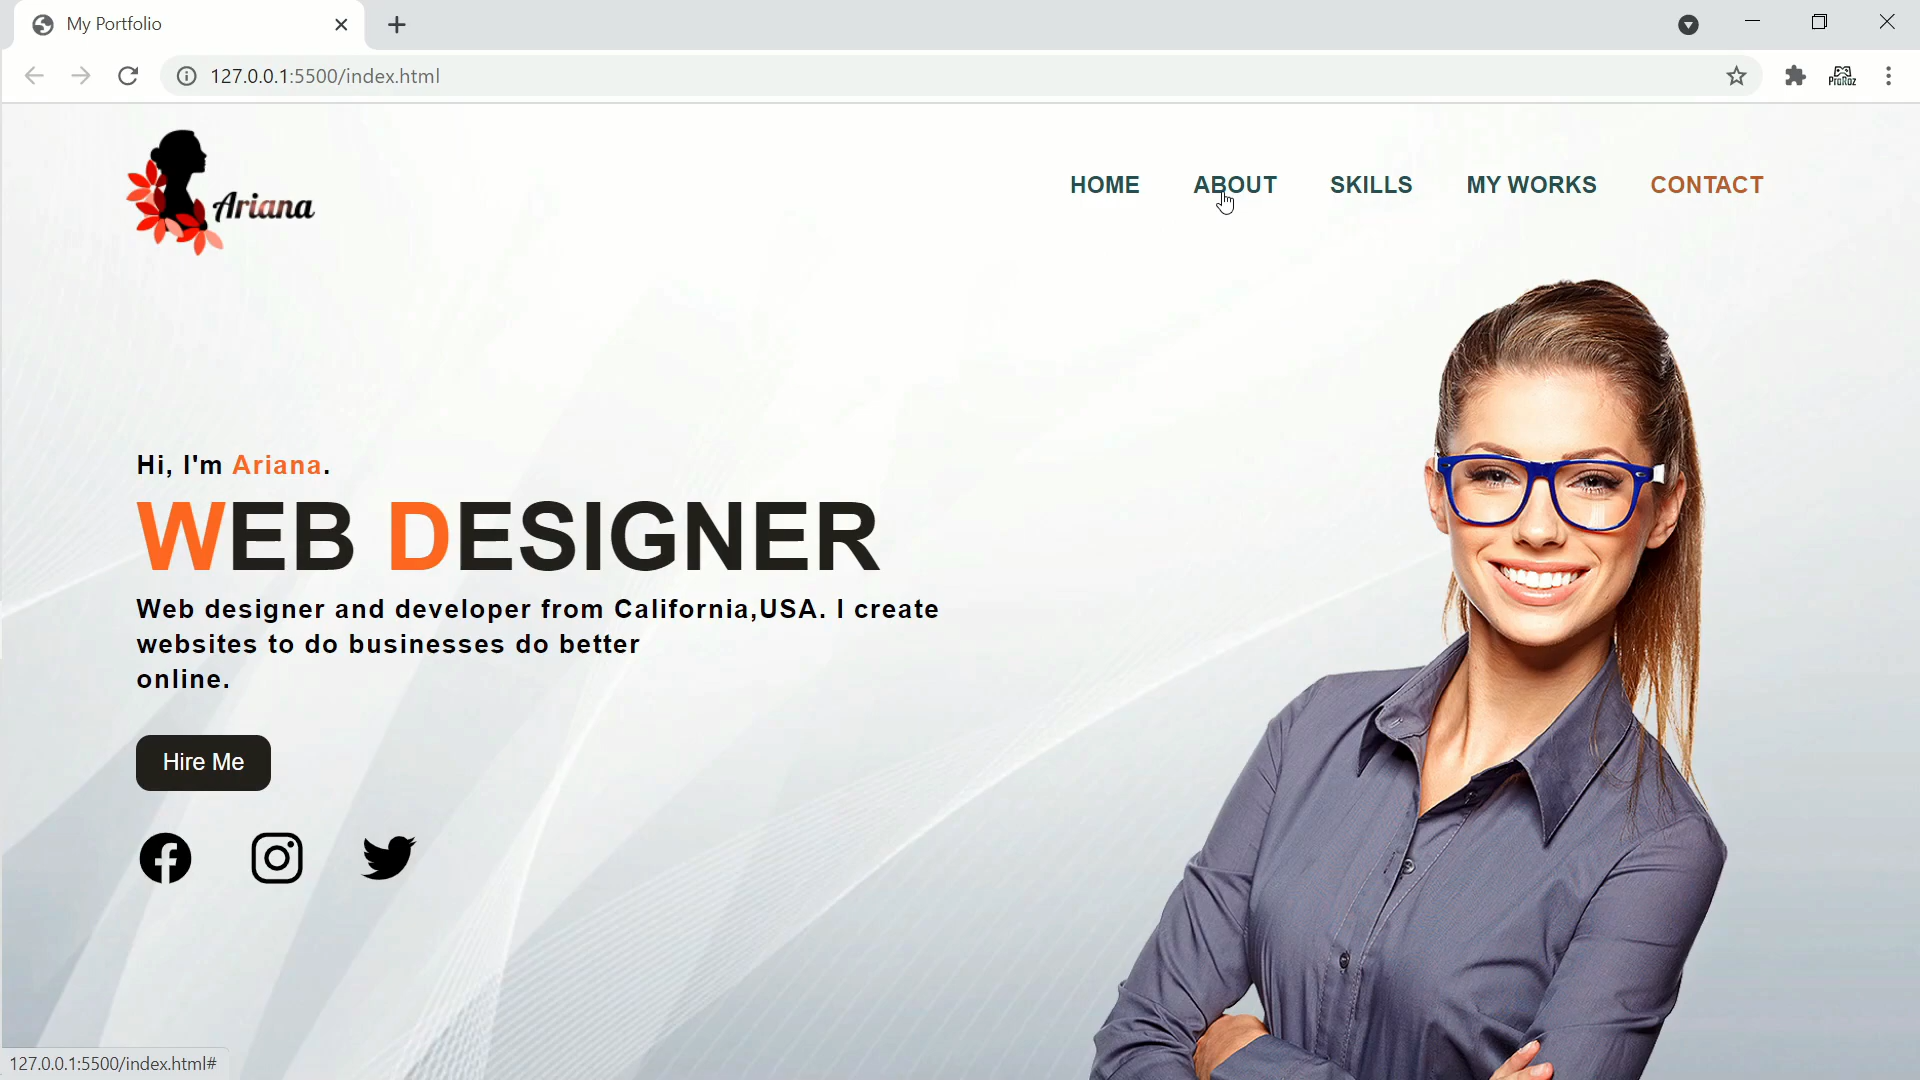 My Portfolio
127.0.0.1:5500/index.html
ProRoz
Ariana
HOME ABOUT SKILLS MY WORKS CONTACT
Hi, I'm Ariana.
WEB DESIGNER
Web designer and developer from California,USA. I create
websites to do businesses do better
online.
Hire Me
127.0.0.1:5500/index.html#